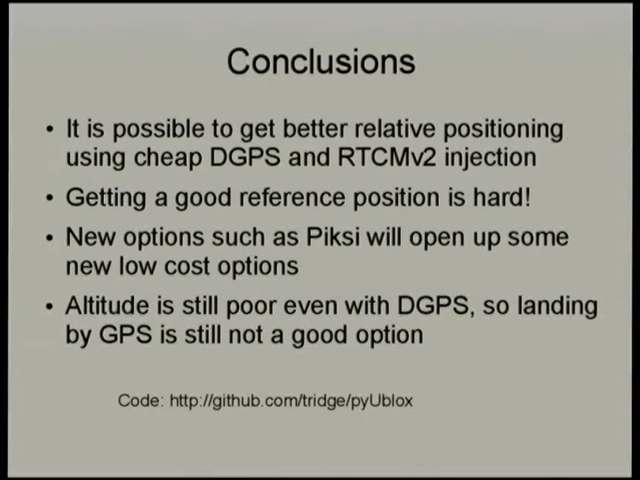 Conclusions
• It is possible to get better relative positioning
using cheap DGPS and RTCMv2 injection
• Getting a good reference position is hard!
• New options such as Piksi will open up some
new low cost options
• Altitude is still poor even with DGPS, so landing
by GPS is still not a good option
Code: http://github.com/tridge/pyUblox